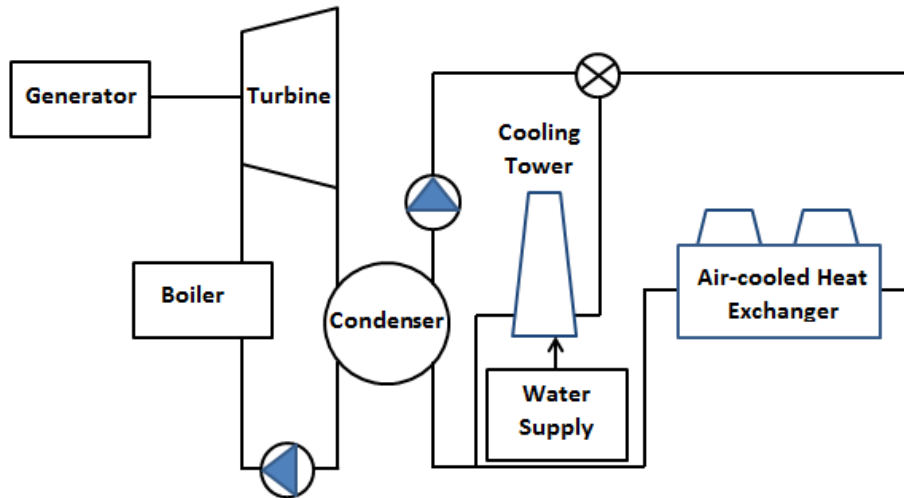 Generator
Turbine
Cooling
Tower
Boiler
Condenser
Air-cooled Heat
Exchanger
Water
Supply